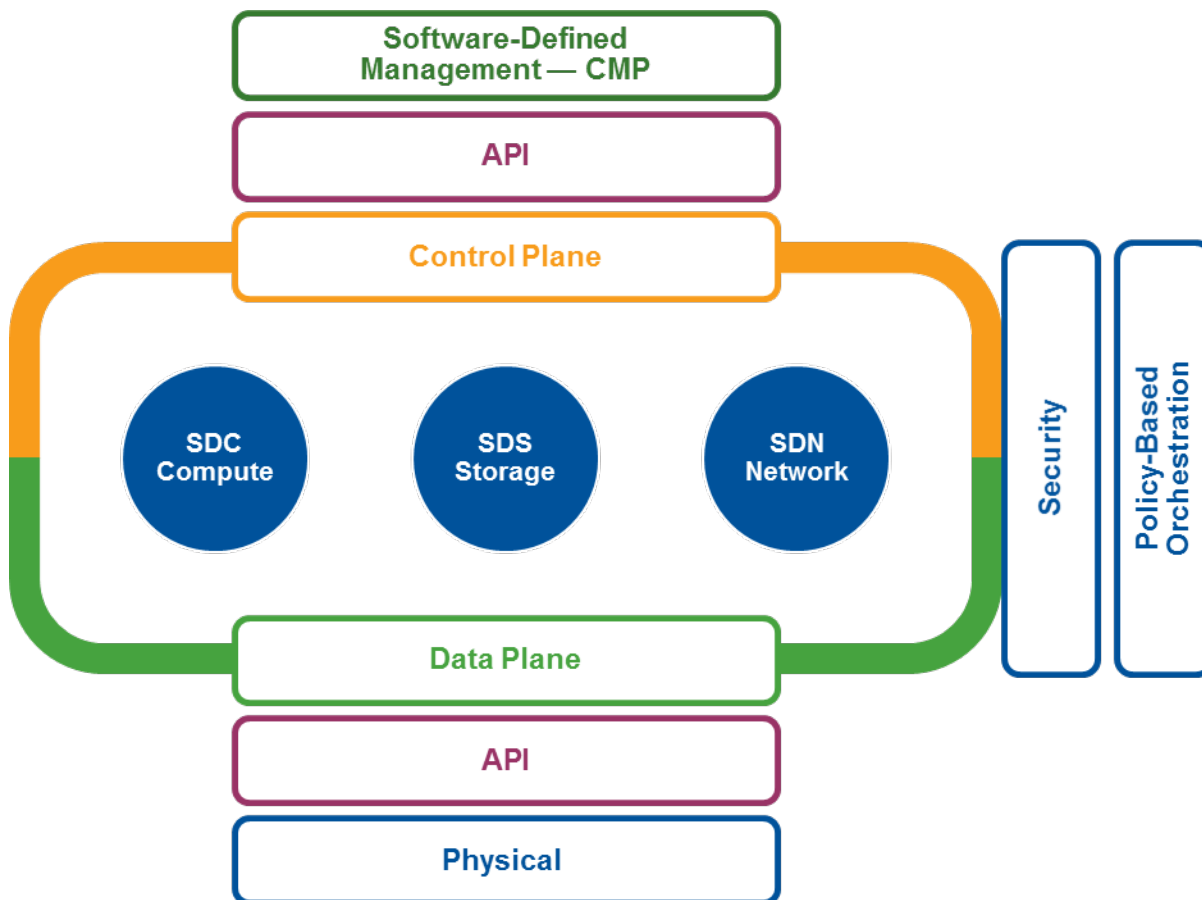 Software-Defined
Management — CMP
API
Control Plane
SDC
Compute
SDS
Storage
SDN
Network
Security
Policy-Based
Orchestration
Data Plane
API
Physical